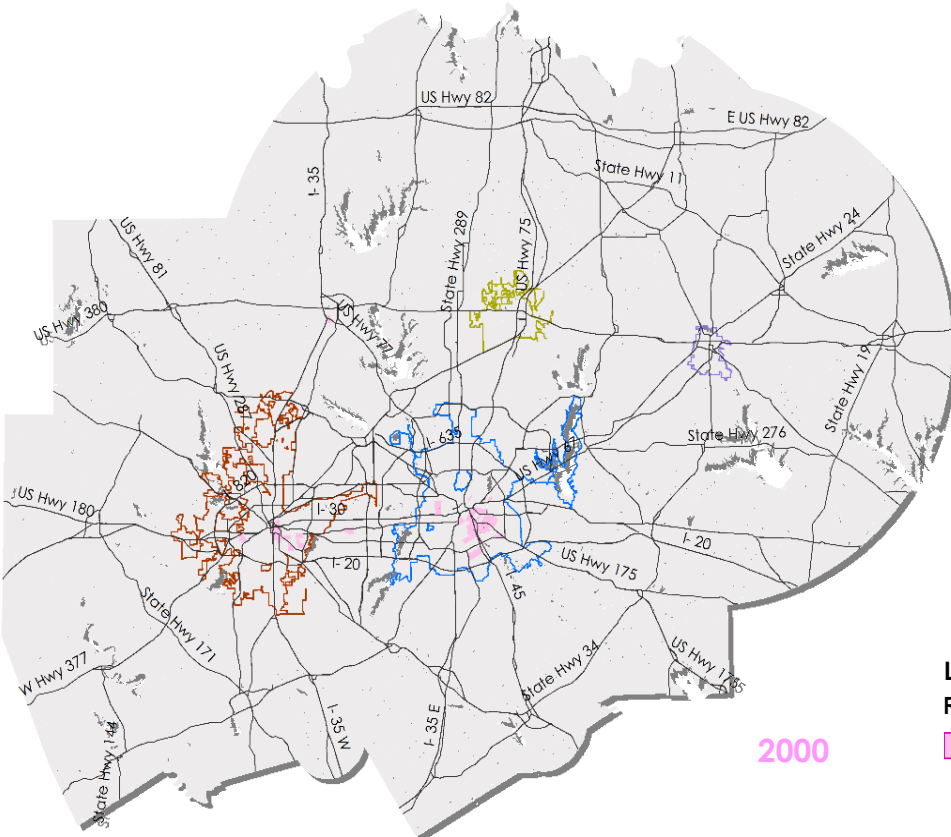 US Hwy 82
E US Hwy 82
State Hwy 11
I- 35
State Hwy 289
US Hwy 75
State Hwy 24
US Hwy 81
US Hwy 380
US Hwy 77
US Hwy 287
State Hwy 19
I- 635
State Hwy 276
US Hwy 67
820
US Hwy 180
I- 30
I- 20
I- 20
US Hwy 175
45
State Hwy 171
State Hwy 34
W Hwy 377
US Hwy 175
I- 35 W
I- 35 E
State Hwy 144
2000